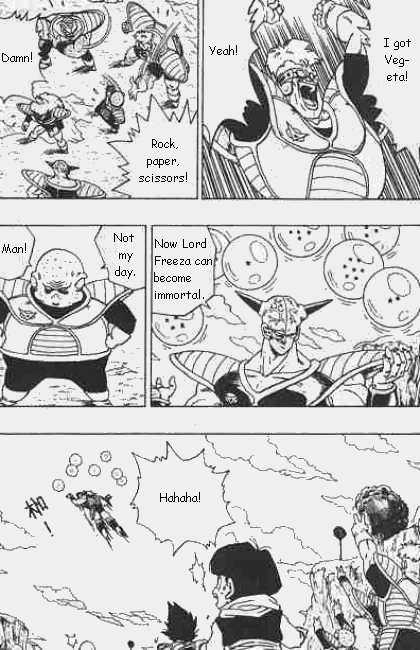 Damn!
Rock,
paper,
scissors!
Yeah!
I got
Veg-
eta!
Man!
Not
my
day.
Now Lord
Freeza can
become
immortal.
Hahaha!